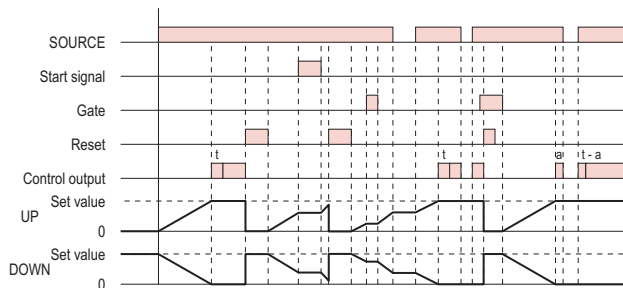 SOURCE
Start signal
Gate
Reset
t t a t - a
Control output
Set value
UP
0
Set value
DOWN
0